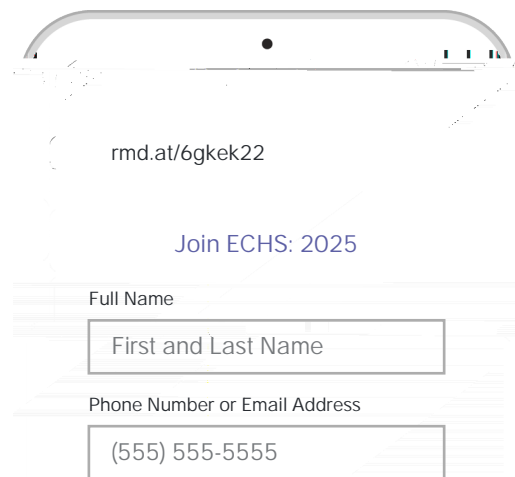 rmd.at/6gkek22
Join ECHS: 2025
Full Name
First and Last Name
Phone Number or Email Address
(555) 555-5555